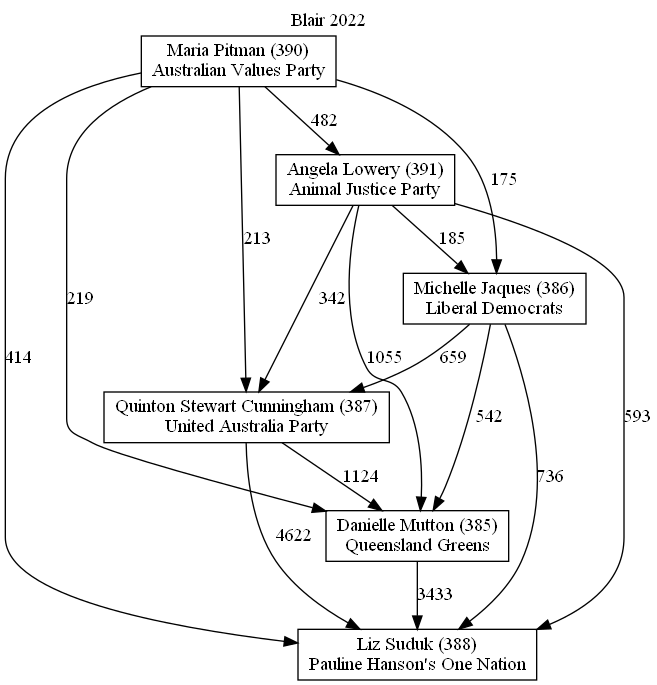 Blair 2022
Maria Pitman (390)
Australian Values Party
482
175
Angela Lowery (391)
Animal Justice Party
213
185
Michelle Jaques (386)
Liberal Democrats
219
342
414
1055
659
593
Quinton Stewart Cunningham (387)
United Australia Party
542
1124
736
4622
Danielle Mutton (385)
Queensland Greens
3433
Liz Suduk (388)
Pauline Hanson's One Nation